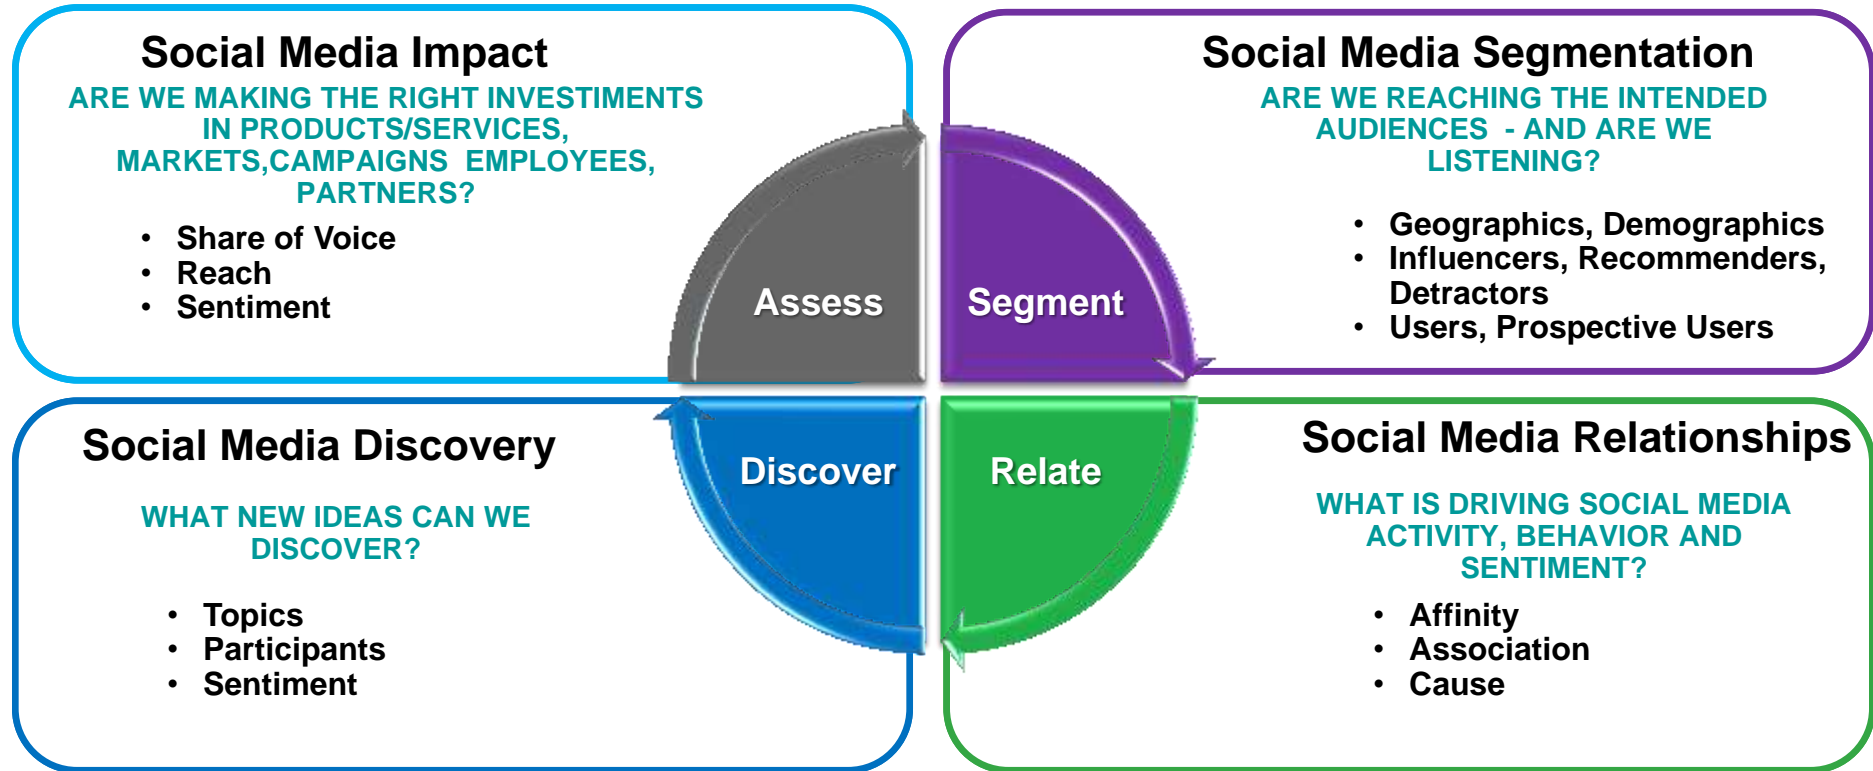 Social Media Impact
ARE WE MAKING THE RIGHT INVESTIMENTS
IN PRODUCTS/SERVICES,
MARKETS,CAMPAIGNS EMPLOYEES,
PARTNERS?
• Share of Voice
• Reach
• Sentiment
Social Media Segmentation
ARE WE REACHING THE INTENDED
AUDIENCES - AND ARE WE
LISTENING?
• Geographics, Demographics
• Influencers, Recommenders,
Detractors
• Users, Prospective Users
Assess
Segment
Discover
Relate
Social Media Discovery
WHAT NEW IDEAS CAN WE
DISCOVER?
• Topics
• Participants
• Sentiment
Social Media Relationships
WHAT IS DRIVING SOCIAL MEDIA
ACTIVITY, BEHAVIOR AND
SENTIMENT?
• Affinity
• Association
• Cause